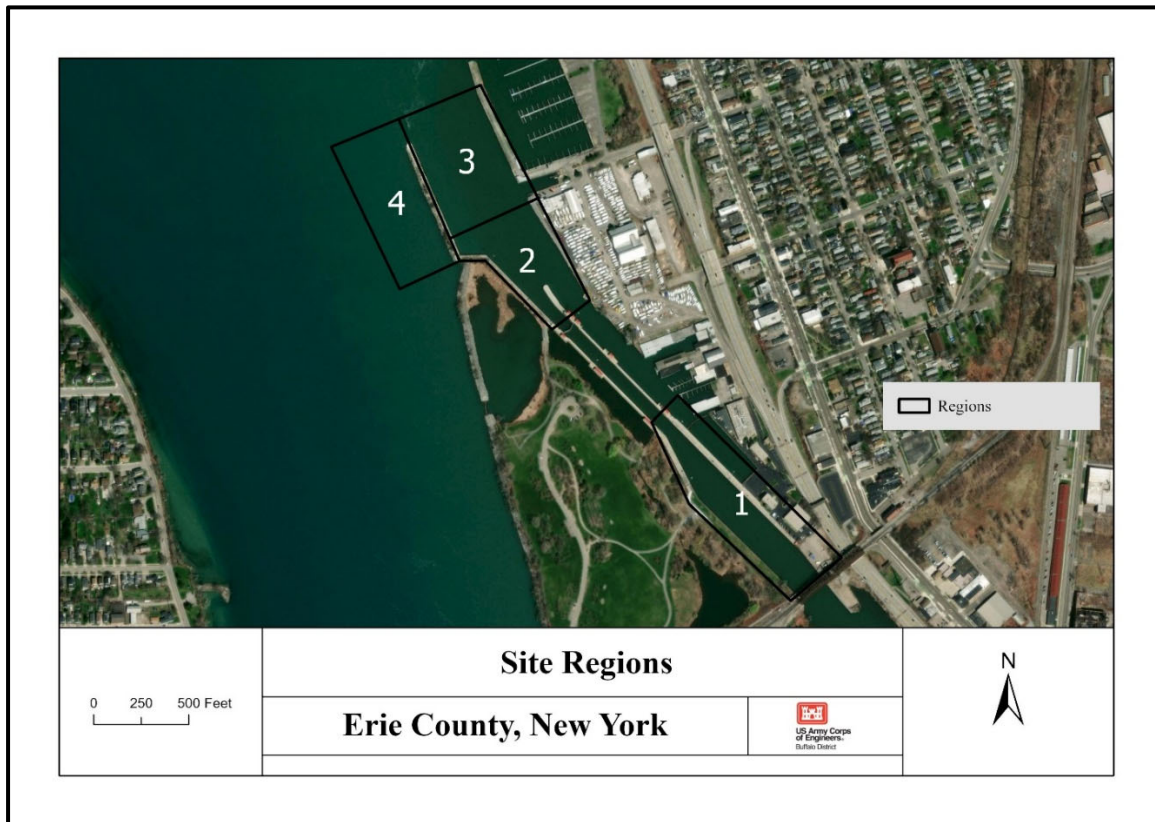 3
4
2
1
Regions
Site Regions
Erie County, New York
0 250 500 Feet
US Army Corps
of Engineers®
Buffalo District
N